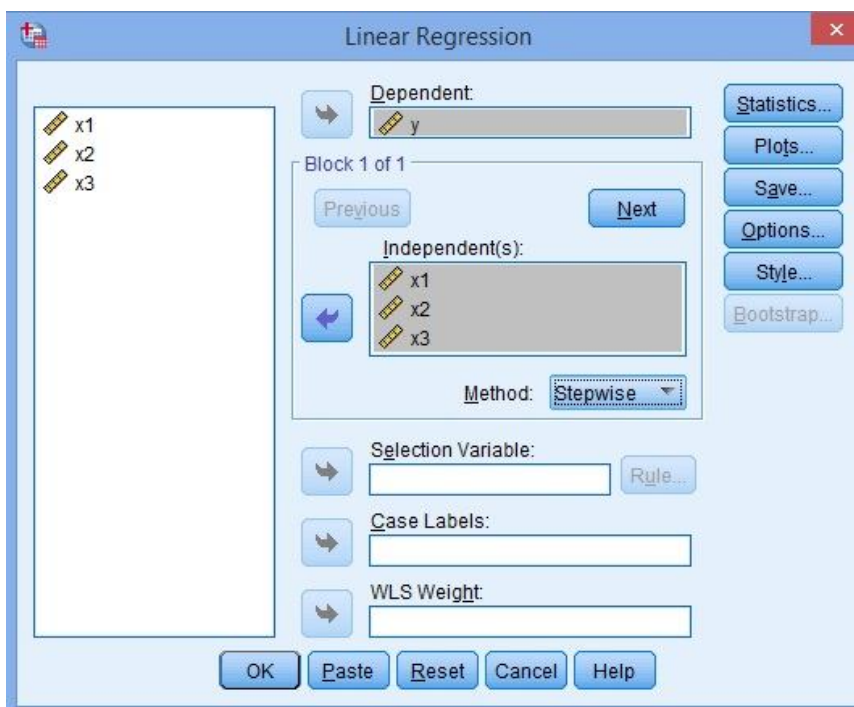 Linear Regression
x1
x2
x3
Dependent:
y
Block 1 of 1
Previous
Next
Independent(s):
x1
x2
x3
Method:
Stepwise
Selection Variable:
Rule...
Case Labels:
WLS Weight:
Statistics...
Plots...
Save...
Options...
Style...
Bootstrap...
OK
Paste
Reset
Cancel
Help